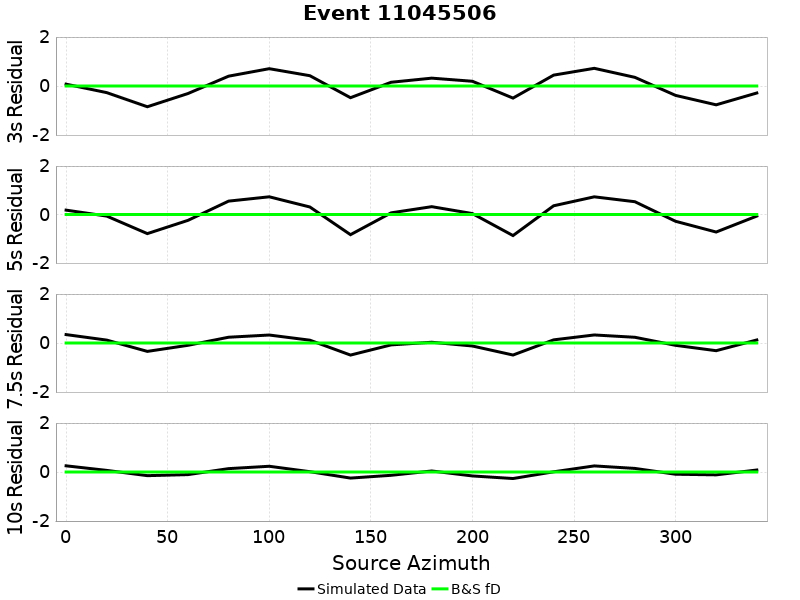 Event 11045506
3s Residual
2
0
-2
5s Residual
2
0
-2
7.5s Residual
2
0
-2
10s Residual
2
0
-2
0 50 100 150 200 250 300
Source Azimuth
Simulated Data B&S fD